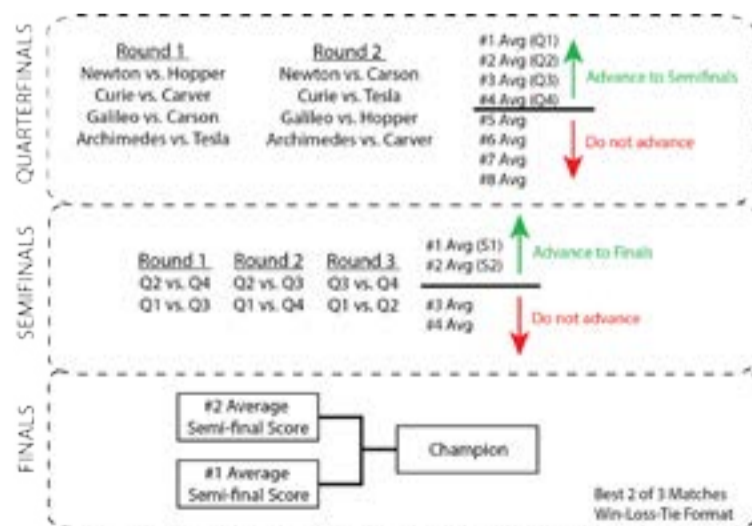 QUARTERFINALS
Round 1
Newton vs. Hopper
Curie vs. Carver
Galileo vs. Carson
Archimedes vs. Tesla
Round 2
Newton vs. Carson
Curie vs. Tesla
Galileo vs. Hopper
Archimedes vs. Carver
#1 Avg (Q1)
#2 Avg (Q2)
#3 Avg (Q3)
#4 Avg (Q4)
#5 Avg
#6 Avg
#7 Avg
#8 Avg
Advance to Semifinals
Do not advance
SEMIFINALS
Round 1
Q2 vs. Q4
Q1 vs. Q3
Round 2
Q2 vs. Q3
Q1 vs. Q4
Round 3
Q3 vs. Q4
Q1 vs. Q2
#1 Avg (S1)
#2 Avg (S2)
#3 Avg
#4 Avg
Advance to Finals
Do not advance
FINALS
#2 Average
Semi-final Score
#1 Average
Semi-final Score
Champion
Best 2 of 3 Matches
Win-Loss-Tie Format